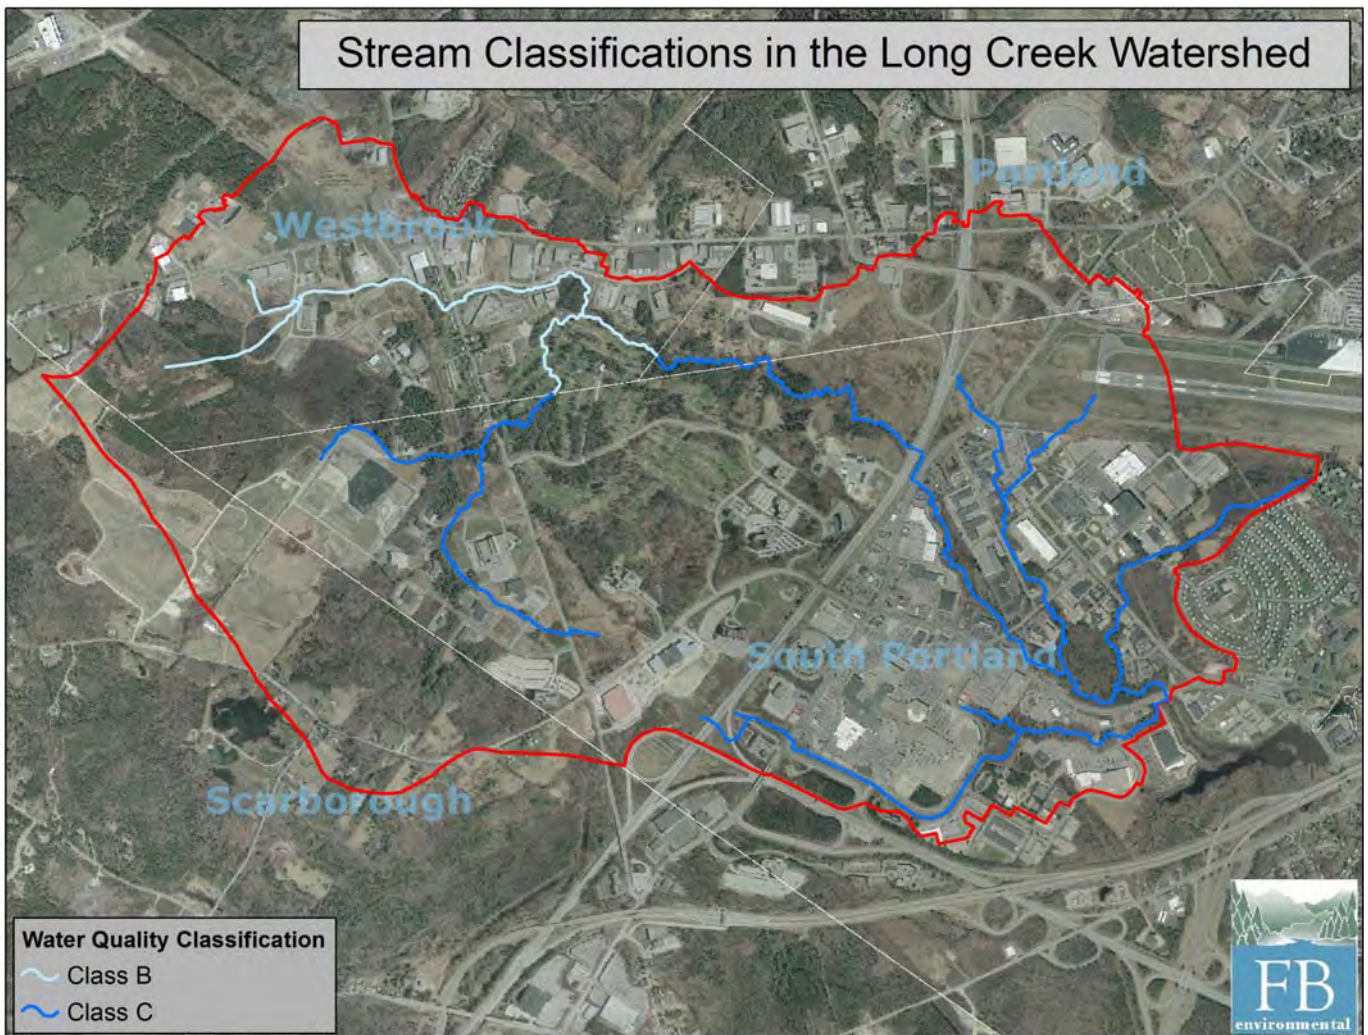 Stream Classifications in the Long Creek Watershed
Portland
Westbrook
South Portland
Scarborough
Water Quality Classification
Class B
Class C
FB
environmental